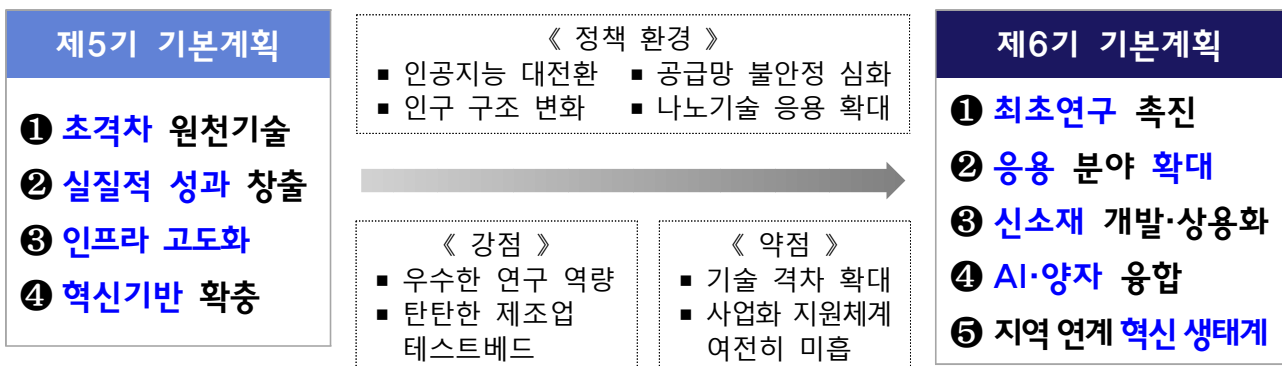 제5기 기본계획
❶ 초격차 원천기술
❷ 실질적 성과 창출
❸ 인프라 고도화
❹ 혁신기반 확충
《 정책 환경 》
▪ 인공지능 대전환 ▪ 공급망 불안정 심화
▪ 인구 구조 변화 ▪ 나노기술 응용 확대
《 강점 》
▪ 우수한 연구 역량
▪ 탄탄한 제조업
테스트베드
《 약점 》
▪ 기술 격차 확대
▪ 사업화 지원체계
여전히 미흡
제6기 기본계획
❶ 최초연구 촉진
❷ 응용 분야 확대
❸ 신소재 개발·상용화
❹ AI·양자 융합
❺ 지역 연계 혁신 생태계